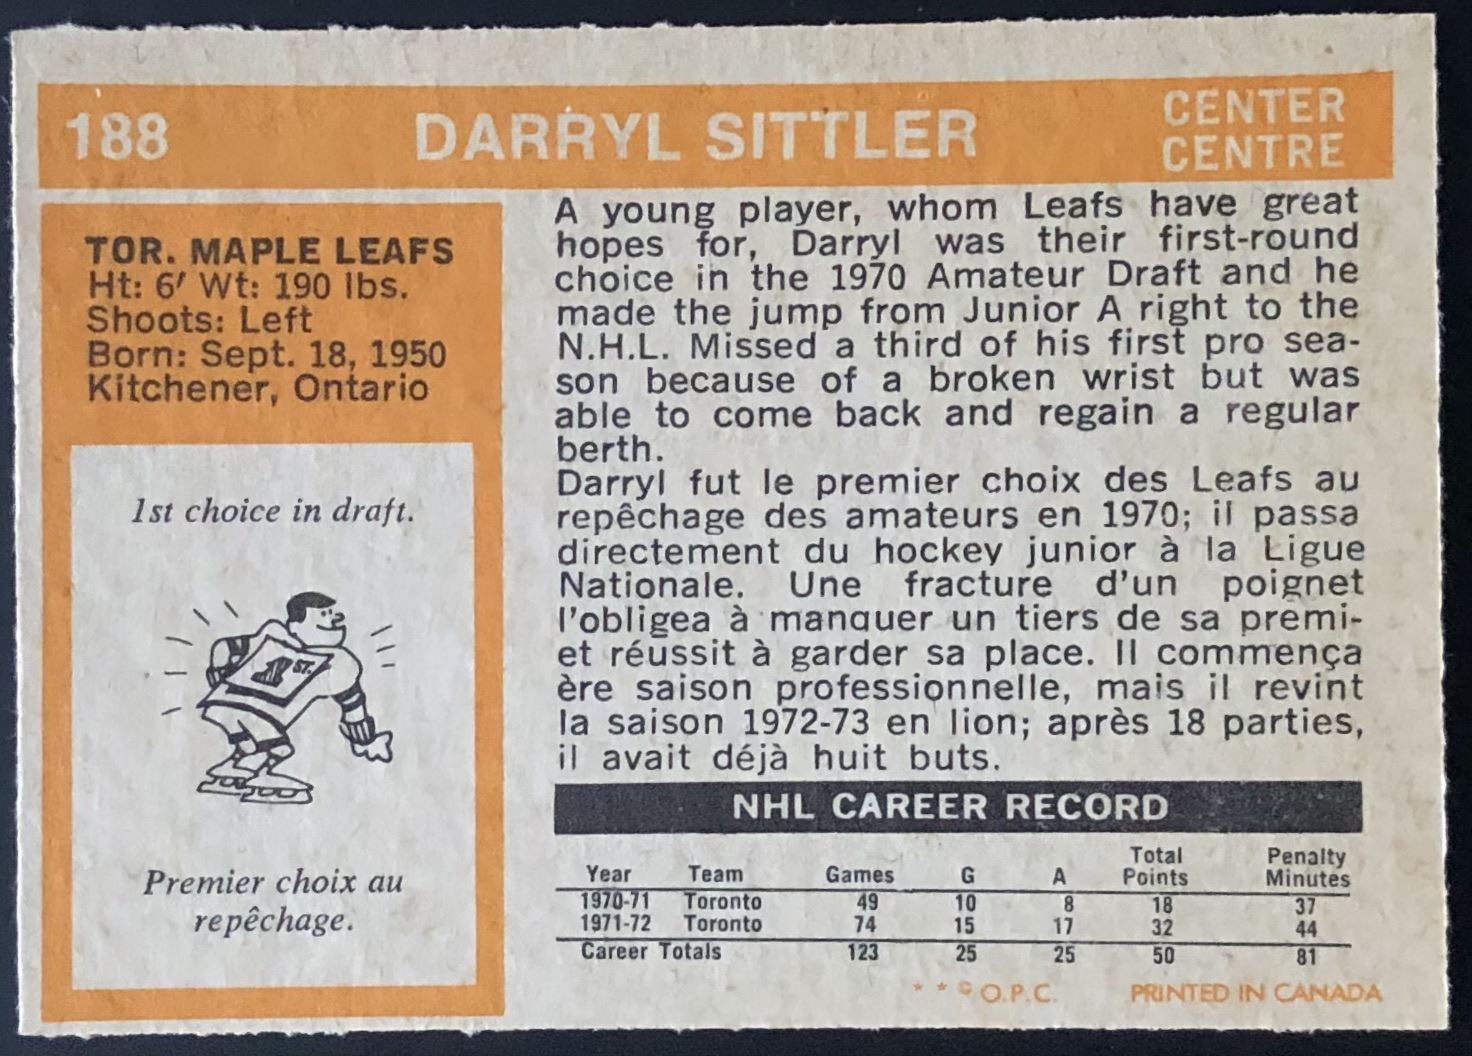 188 DARRYL SITTLER CENTER
CENTRE
TOR. MAPLE LEAFS
Ht: 6' Wt: 190 lbs.
Shoots: Left
Born: Sept. 18, 1950
Kitchener, Ontario
1st choice in draft.
1ST.
Premier choix au
repêchage.
A young player, whom Leafs have great
hopes for, Darryl was their first-round
choice in the 1970 Amateur Draft and he
made the jump from Junior A right to the
N.H.L. Missed a third of his first pro sea-
son because of a broken wrist but was
able to come back and regain a regular
berth.
Darryl fut le premier choix des Leafs au
repêchage des amateurs en 1970; il passa
directement du hockey junior à la Ligue
Nationale. Une fracture d'un poignet
l'obligea à manquer un tiers de sa premi-
et réussit à garder sa place. Il commença
ère saison professionnelle, mais il revint
la saison 1972-73 en lion; après 18 parties,
il avait déjà huit buts.
NHL CAREER RECORD
Year Team Games G A Total Points Penalty Minutes
1970-71 Toronto 49 10 8 18 37
1971-72 Toronto 74 15 17 32 44
Career Totals 123 25 25 50 81
* * © O.P.C. PRINTED IN CANADA